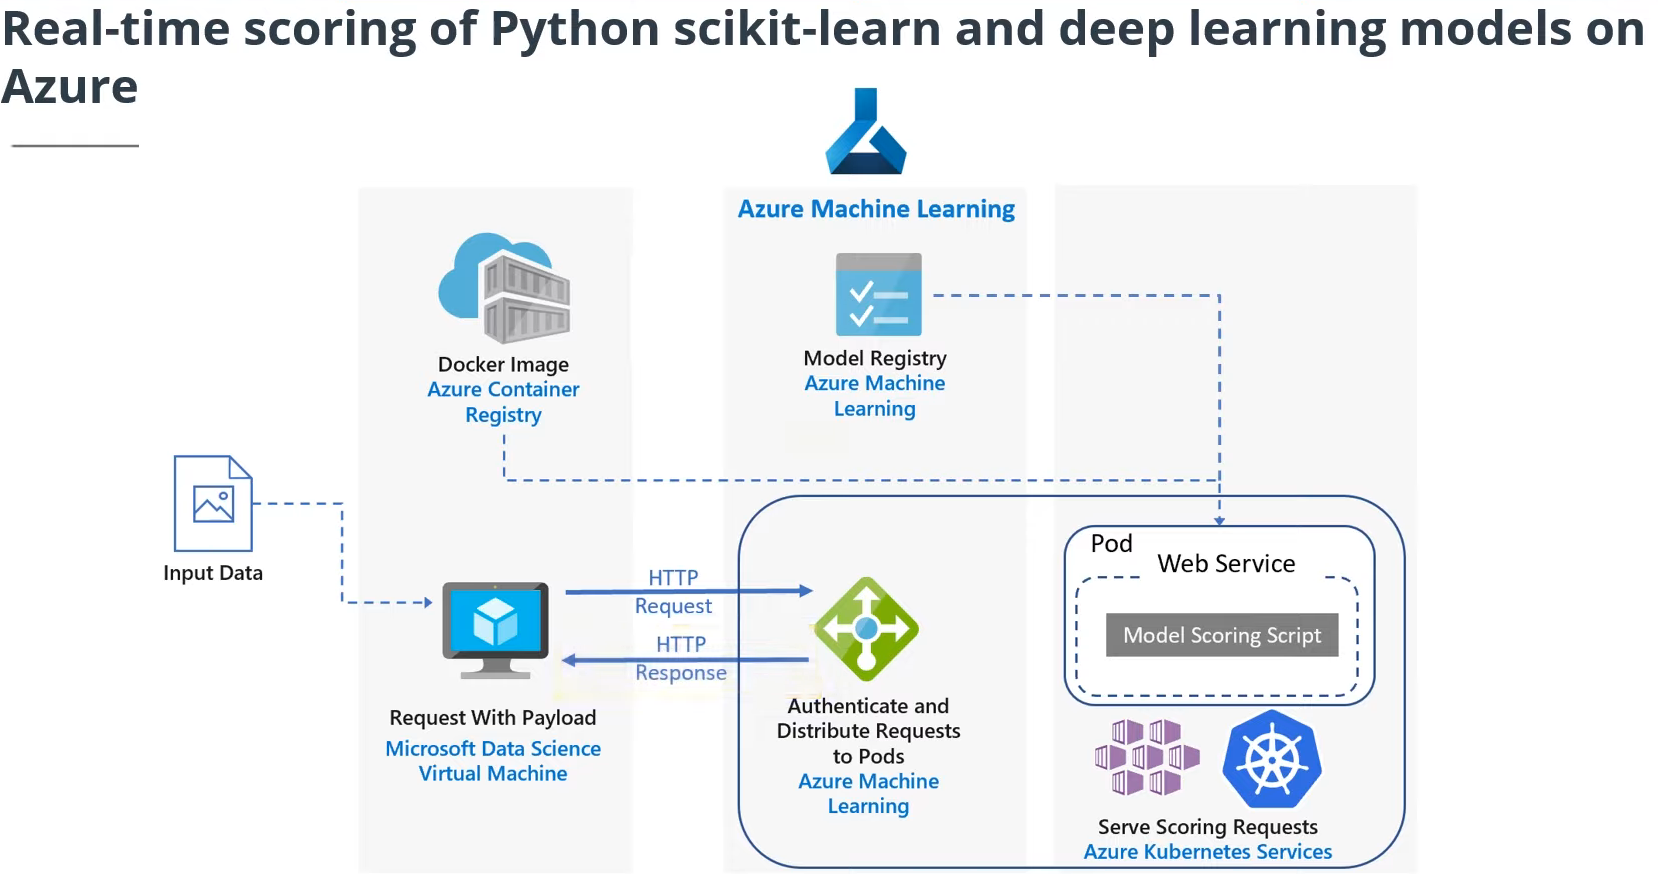 Real-time scoring of Python scikit-learn and deep learning models on
Azure
Azure Machine Learning
Docker Image
Azure Container
Registry
Model Registry
Azure Machine
Learning
Input Data
HTTP
Request
HTTP
Response
Request With Payload
Microsoft Data Science
Virtual Machine
Authenticate and
Distribute Requests
to Pods
Azure Machine
Learning
Pod
Web Service
Model Scoring Script
Serve Scoring Requests
Azure Kubernetes Services